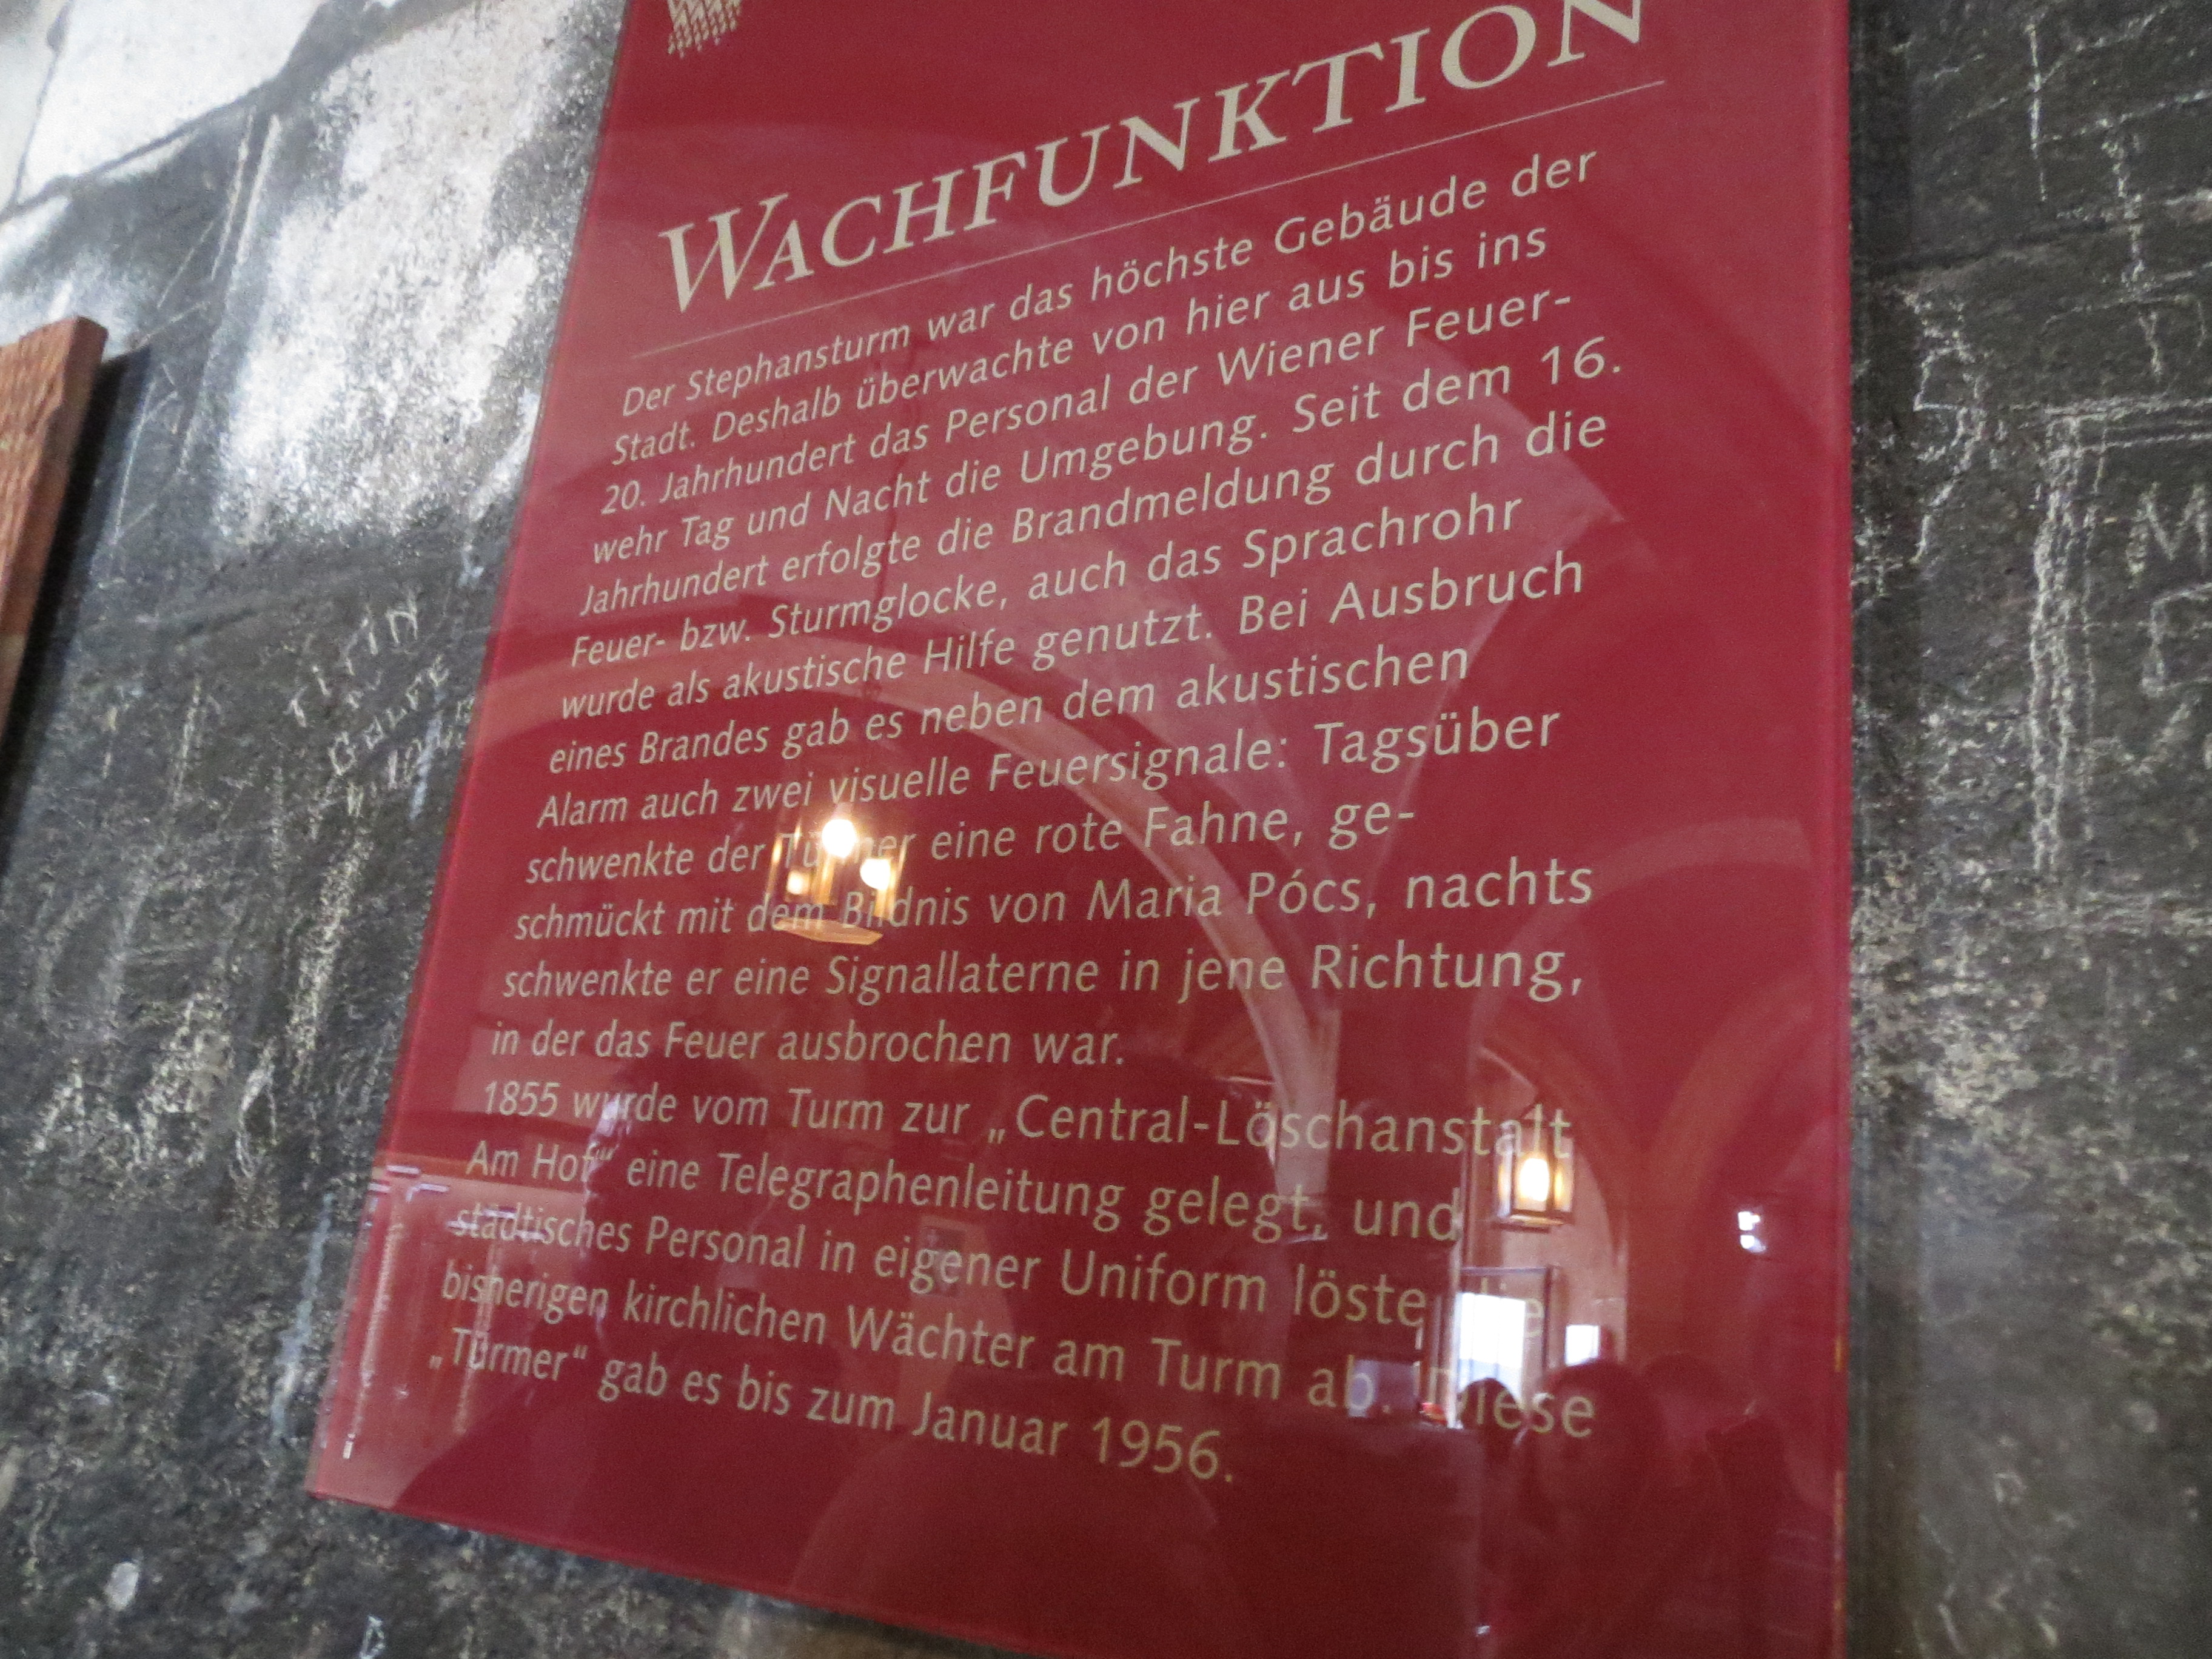 WACHFUNKTION
Der Stephansturm war das höchste Gebäude der
Stadt. Deshalb überwachte von hier aus bis ins
20. Jahrhundert das Personal der Wiener Feuer-
wehr Tag und Nacht die Umgebung. Seit dem 16.
Jahrhundert erfolgte die Brandmeldung durch die
Feuer- bzw. Sturmglocke, auch das Sprachrohr
wurde als akustische Hilfe genutzt. Bei Ausbruch
eines Brandes gab es neben dem akustischen
Alarm auch zwei visuelle Feuersignale: Tagsüber
schwenkte der Türmer eine rote Fahne, ge-
schmückt mit dem Bildnis von Maria Pócs, nachts
schwenkte er eine Signallaterne in jene Richtung,
in der das Feuer ausbrochen war.
1855 wurde vom Turm zur „Central-Löschanstalt
Am Hof“ eine Telegraphenleitung gelegt, und
städtisches Personal in eigener Uniform löste die
bisherigen kirchlichen Wächter am Turm ab. Diese
„Türmer“ gab es bis zum Januar 1956.
TIRIN